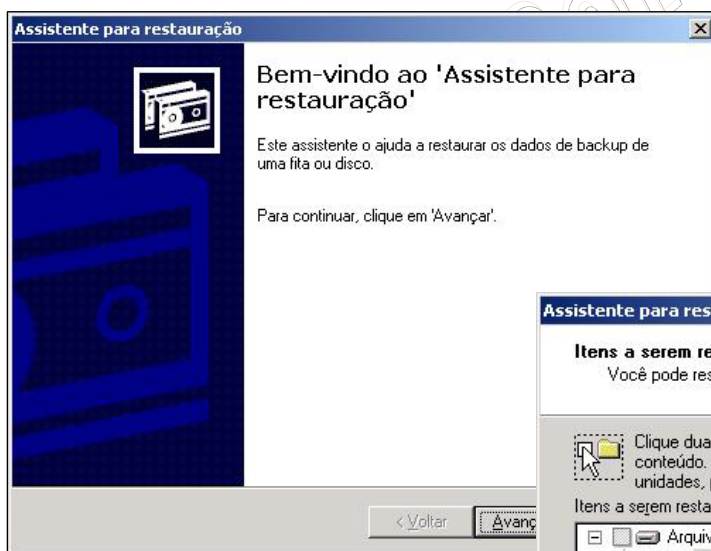 Assistente para restauração
Bem-vindo ao 'Assistente para
restauração'
Este assistente o ajuda a restaurar os dados de backup de
uma fita ou disco.
Para continuar, clique em 'Avançar'.
< Voltar
Avanç
Assistente para res
Itens a serem re
Você pode res
Clique dua
conteúdo.
unidades,
Itens a serem resta
Arquiv